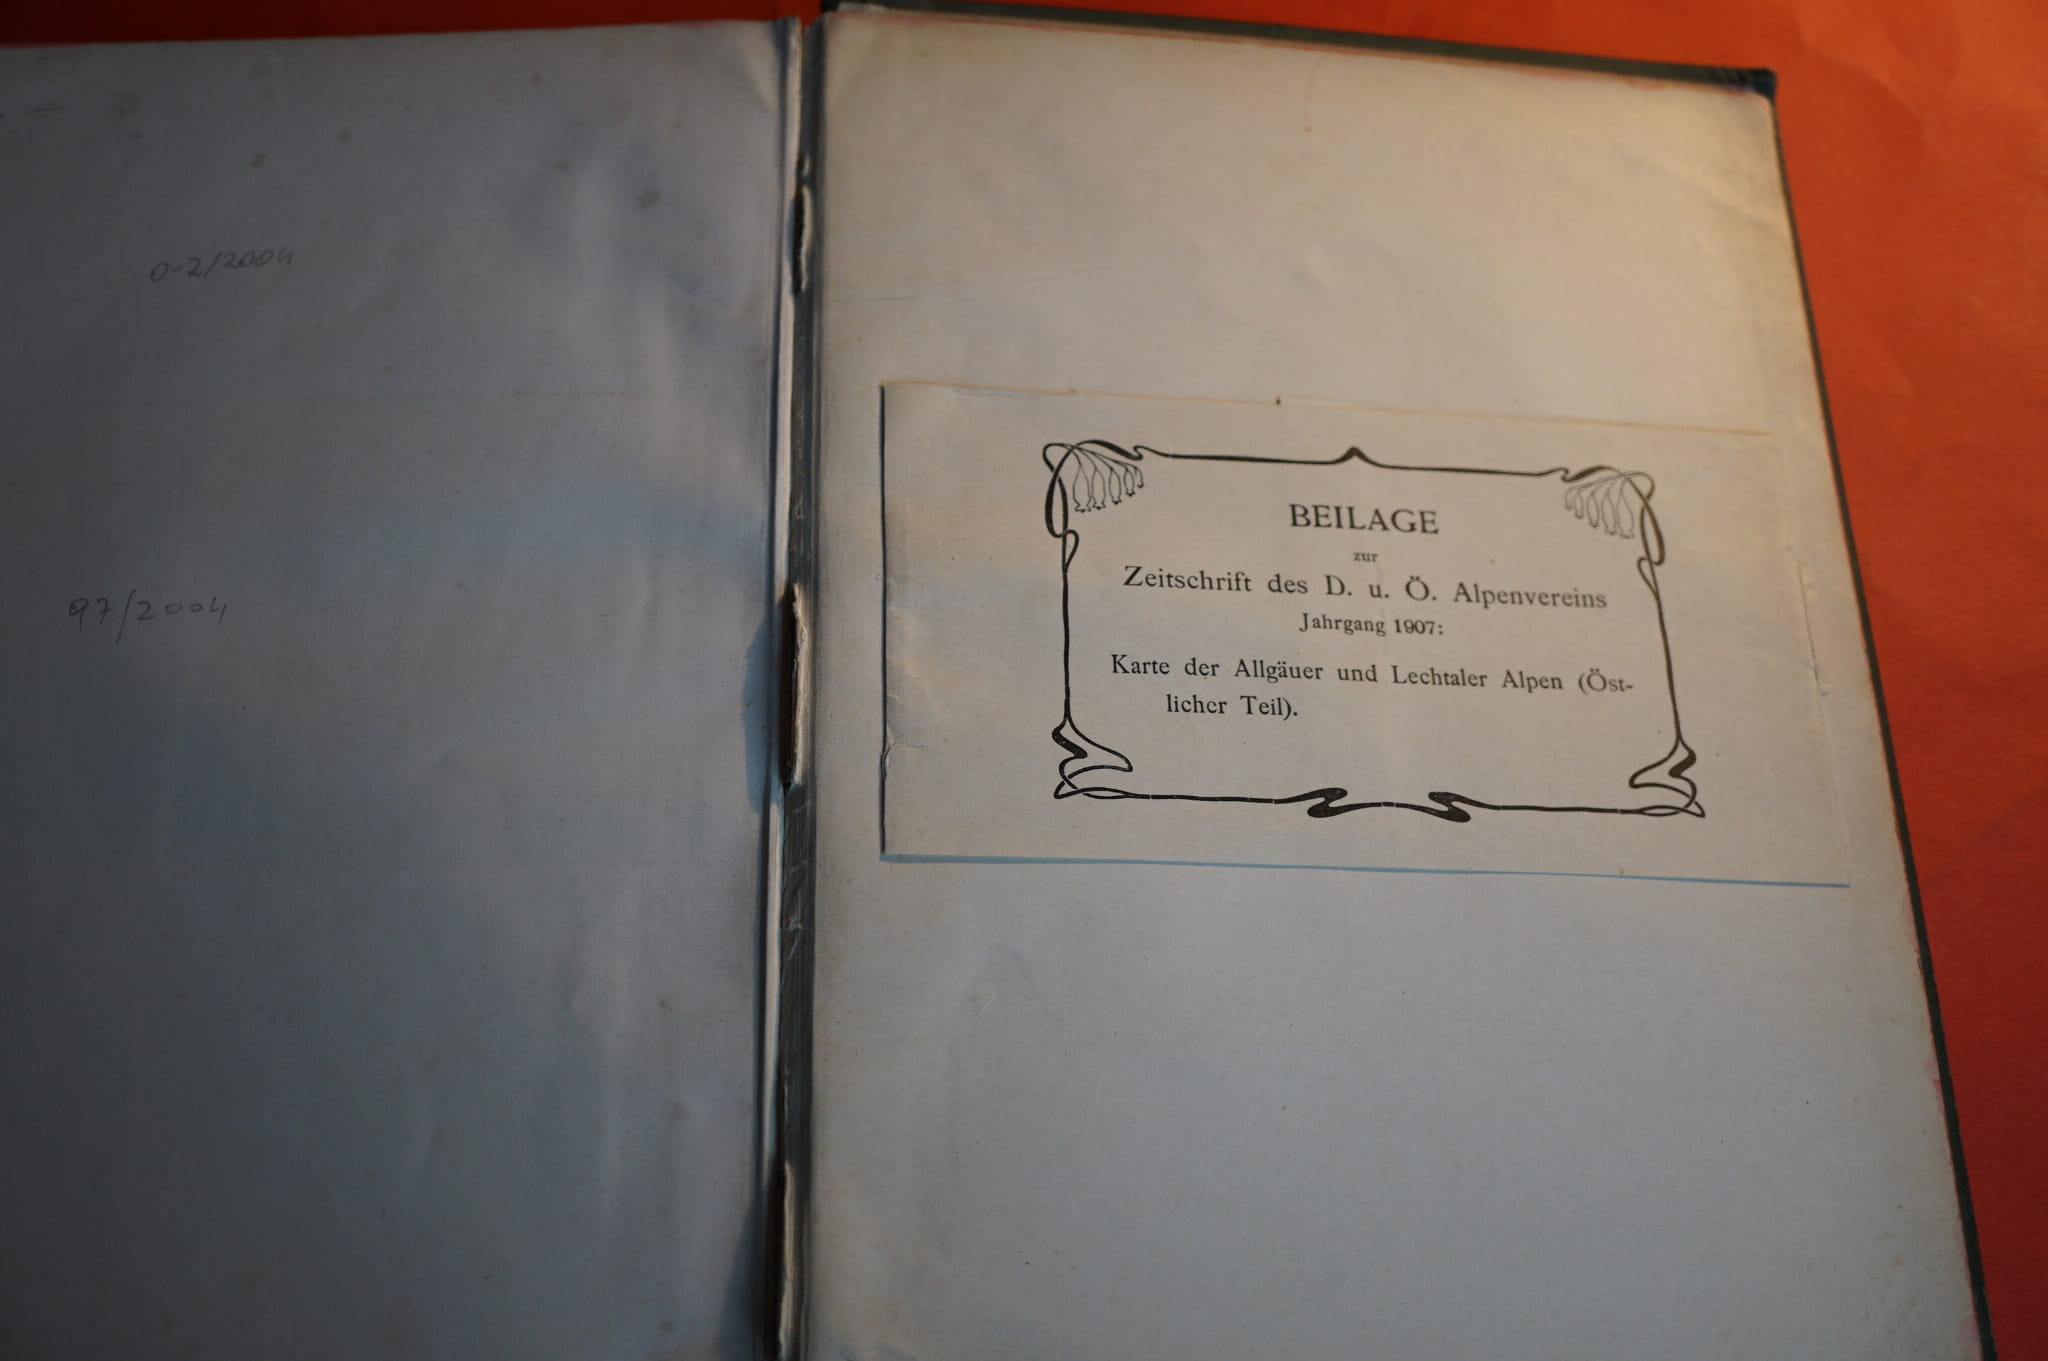 0-2/2004
97/2004
BEILAGE
zur
Zeitschrift des D. u. Ö. Alpenvereins
Jahrgang 1907:
Karte der Allgäuer und Lechtaler Alpen (Öst-
licher Teil).